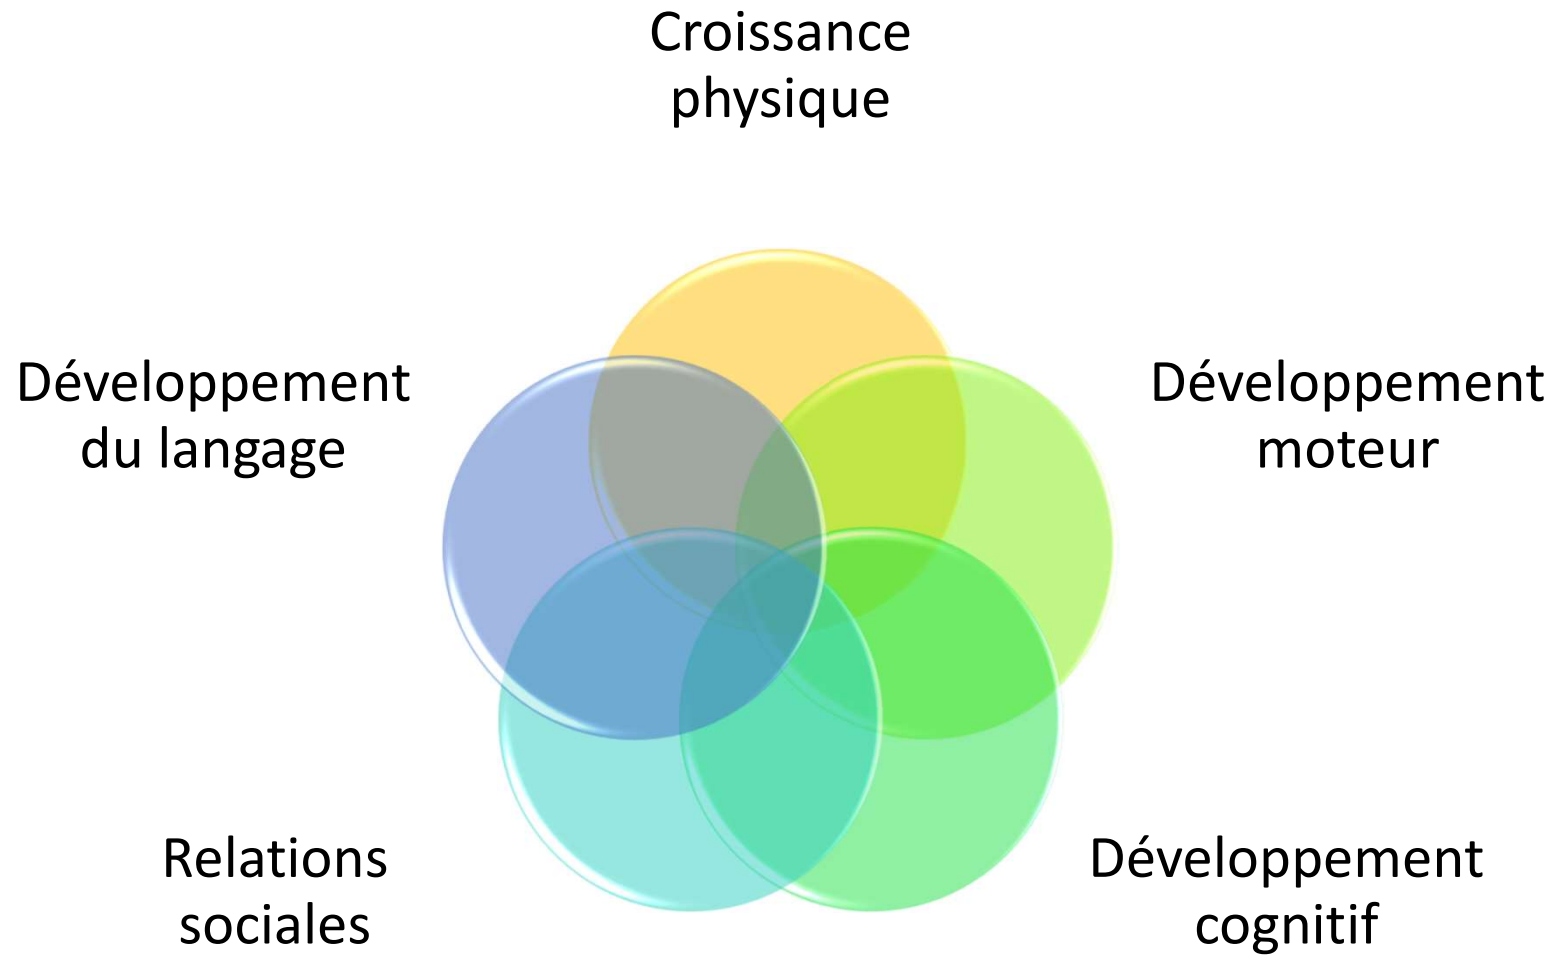 Croissance
physique
Développement
du langage
Développement
moteur
Relations
sociales
Développement
cognitif